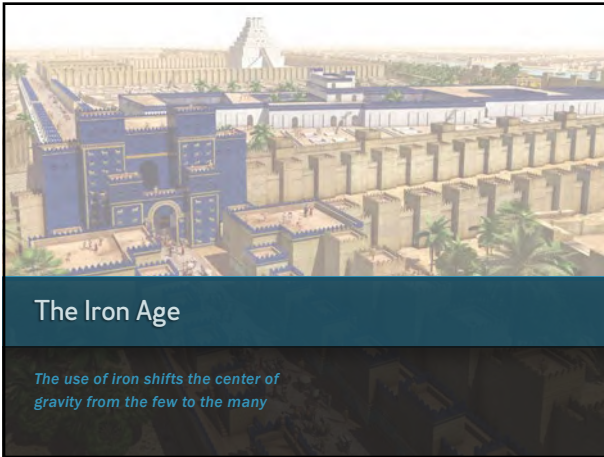 The Iron Age
The use of iron shifts the center of
gravity from the few to the many